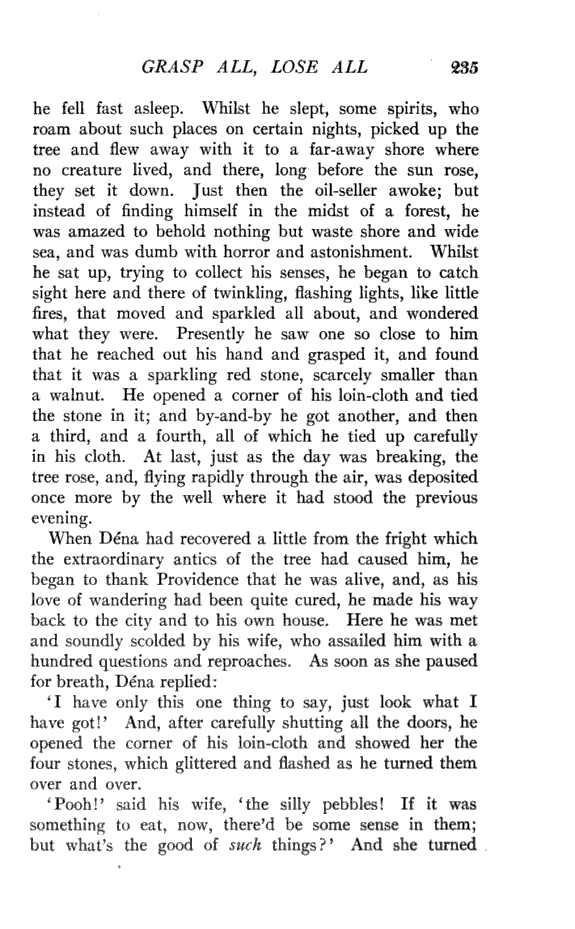 GRASP ALL, LOSE ALL 235
he fell fast asleep. Whilst he slept, some spirits, who
roam about such places on certain nights, picked up the
tree and flew away with it to a far-away shore where
no creature lived, and there, long before the sun rose,
they set it down. Just then the oil-seller awoke; but
instead of finding himself in the midst of a forest, he
was amazed to behold nothing but waste shore and wide
sea, and was dumb with horror and astonishment. Whilst
he sat up, trying to collect his senses, he began to catch
sight here and there of twinkling, flashing lights, like little
fires, that moved and sparkled all about, and wondered
what they were. Presently he saw one so close to him
that he reached out his hand and grasped it, and found
that it was a sparkling red stone, scarcely smaller than
a walnut. He opened a corner of his loin-cloth and tied
the stone in it; and by-and-by he got another, and then
a third, and a fourth, all of which he tied up carefully
in his cloth. At last, just as the day was breaking, the
tree rose, and, flying rapidly through the air, was deposited
once more by the well where it had stood the previous
evening.
When Déna had recovered a little from the fright which
the extraordinary antics of the tree had caused him, he
began to thank Providence that he was alive, and, as his
love of wandering had been quite cured, he made his way
back to the city and to his own house. Here he was met
and soundly scolded by his wife, who assailed him with a
hundred questions and reproaches. As soon as she paused
for breath, Déna replied:
'I have only this one thing to say, just look what I
have got!' And, after carefully shutting all the doors, he
opened the corner of his loin-cloth and showed her the
four stones, which glittered and flashed as he turned them
over and over.
'Pooh!' said his wife, 'the silly pebbles! If it was
something to eat, now, there'd be some sense in them;
but what's the good of such things?' And she turned